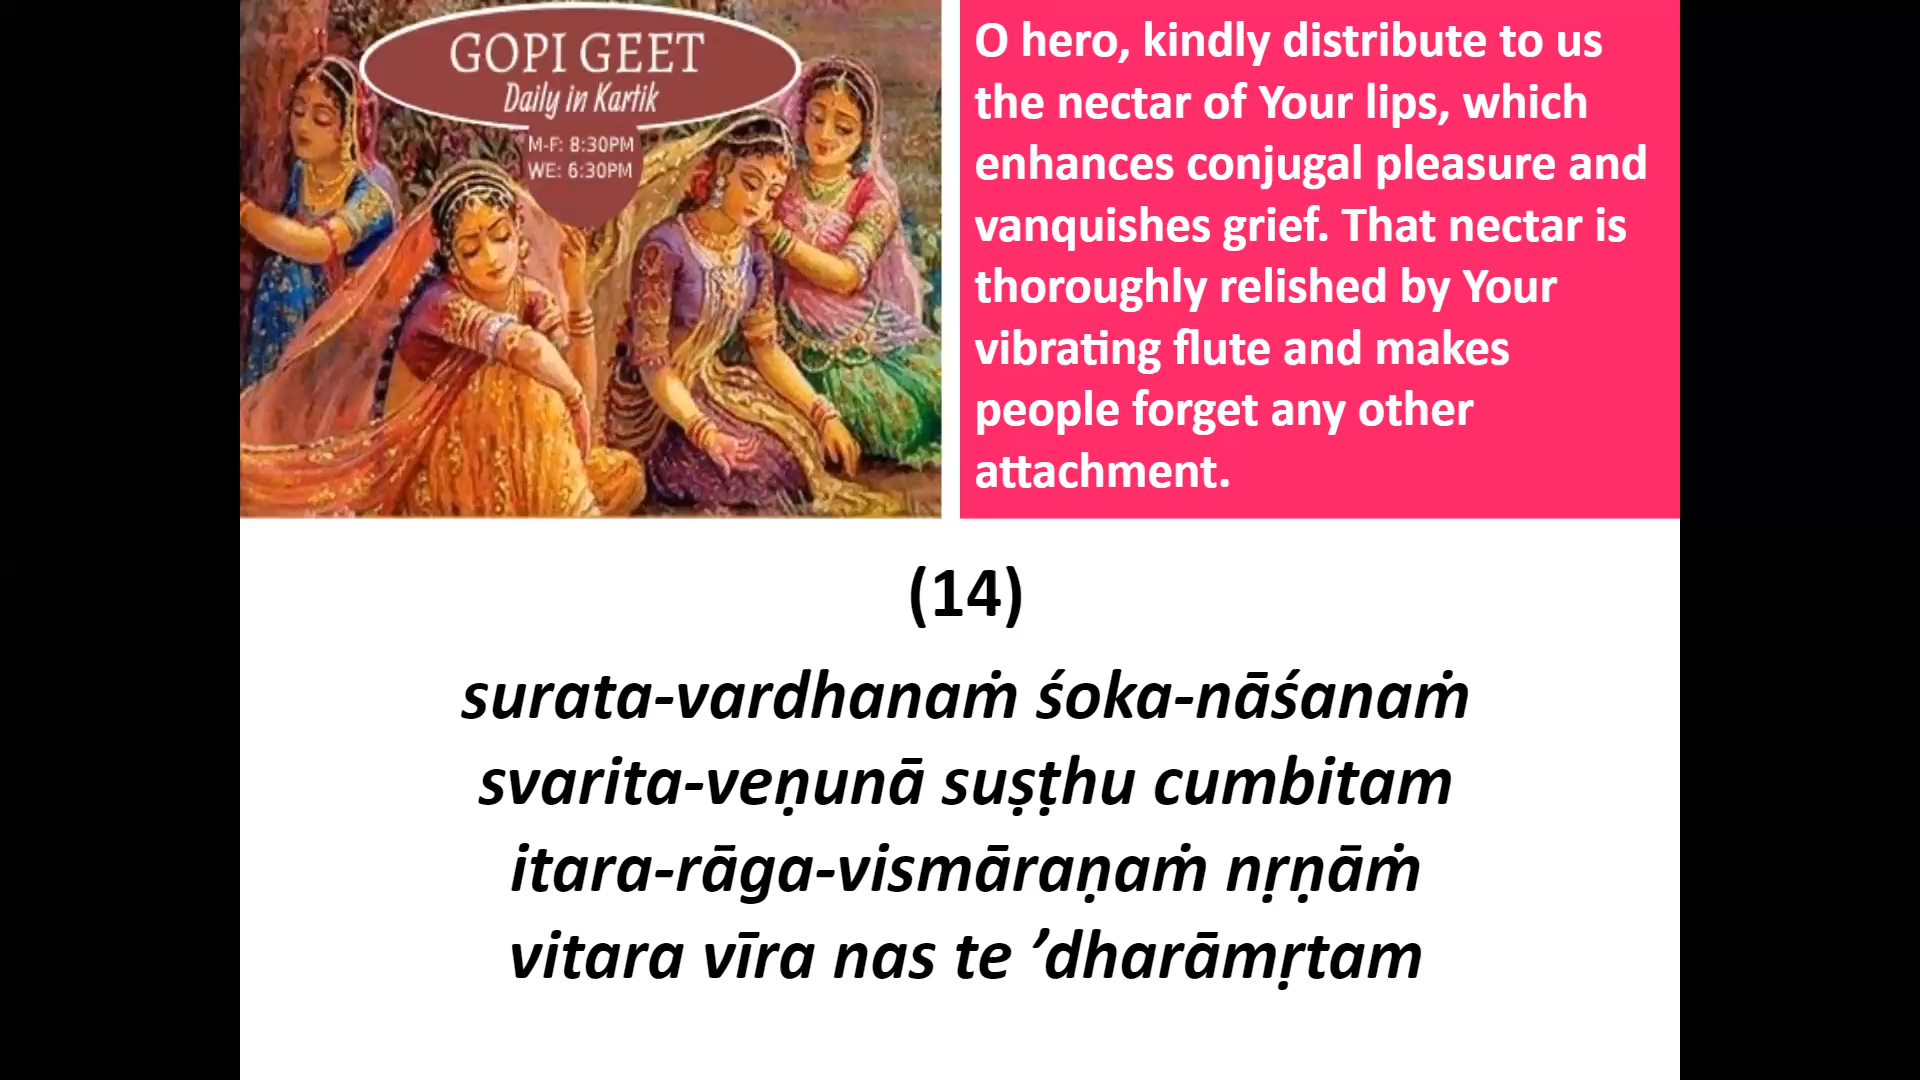 GOPI GEET
Daily in Kartik
M-F: 8:30PM
WE: 6:30PM
O hero, kindly distribute to us
the nectar of Your lips, which
enhances conjugal pleasure and
vanquishes grief. That nectar is
thoroughly relished by Your
vibrating flute and makes
people forget any other
attachment.
(14)
surata-vardhanaṁ śoka-nāśanaṁ
svarita-veṇunā suṣṭhu cumbitam
itara-rāga-vismāraṇaṁ nṛṇāṁ
vitara vīra nas te ’dharāmṛtam